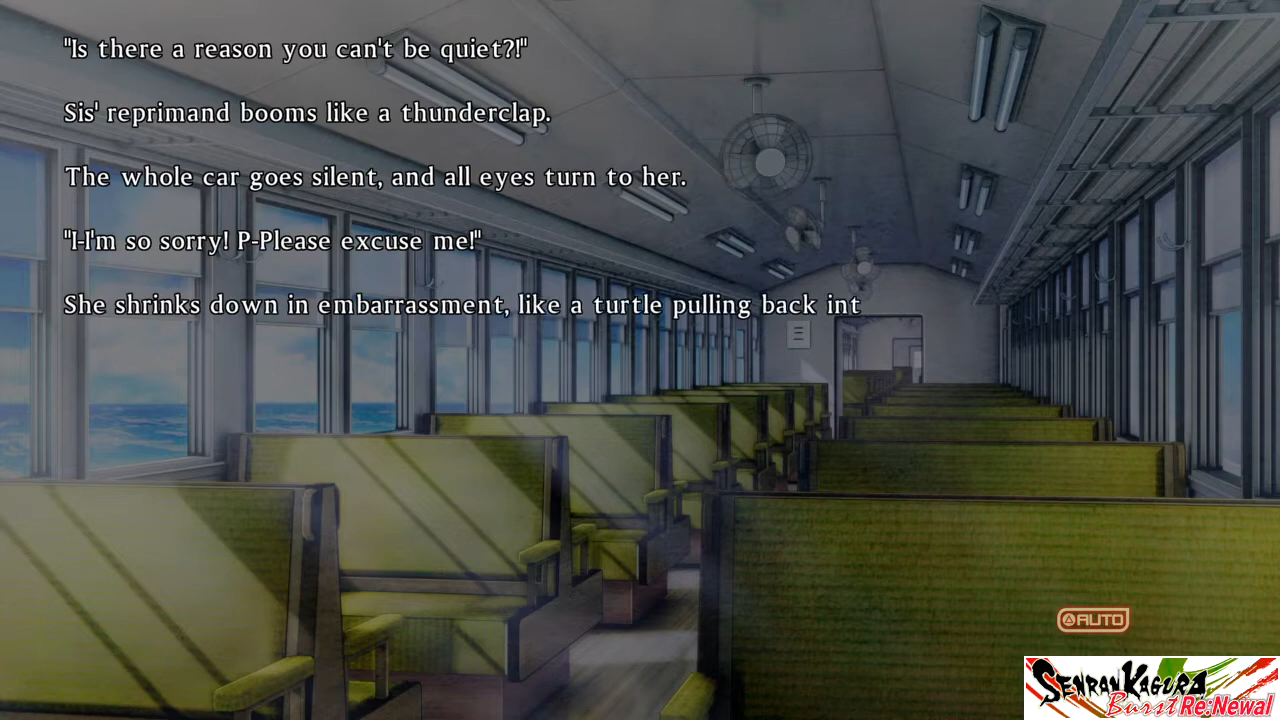 "Is there a reason you can't be quiet?!"
Sis' reprimand booms like a thunderclap.
The whole car goes silent, and all eyes turn to her.
"I-I'm so sorry! P-Please excuse me!"
She shrinks down in embarrassment, like a turtle pulling back int
AUTO
SENRAN KAGURA
Burst Re:Newal